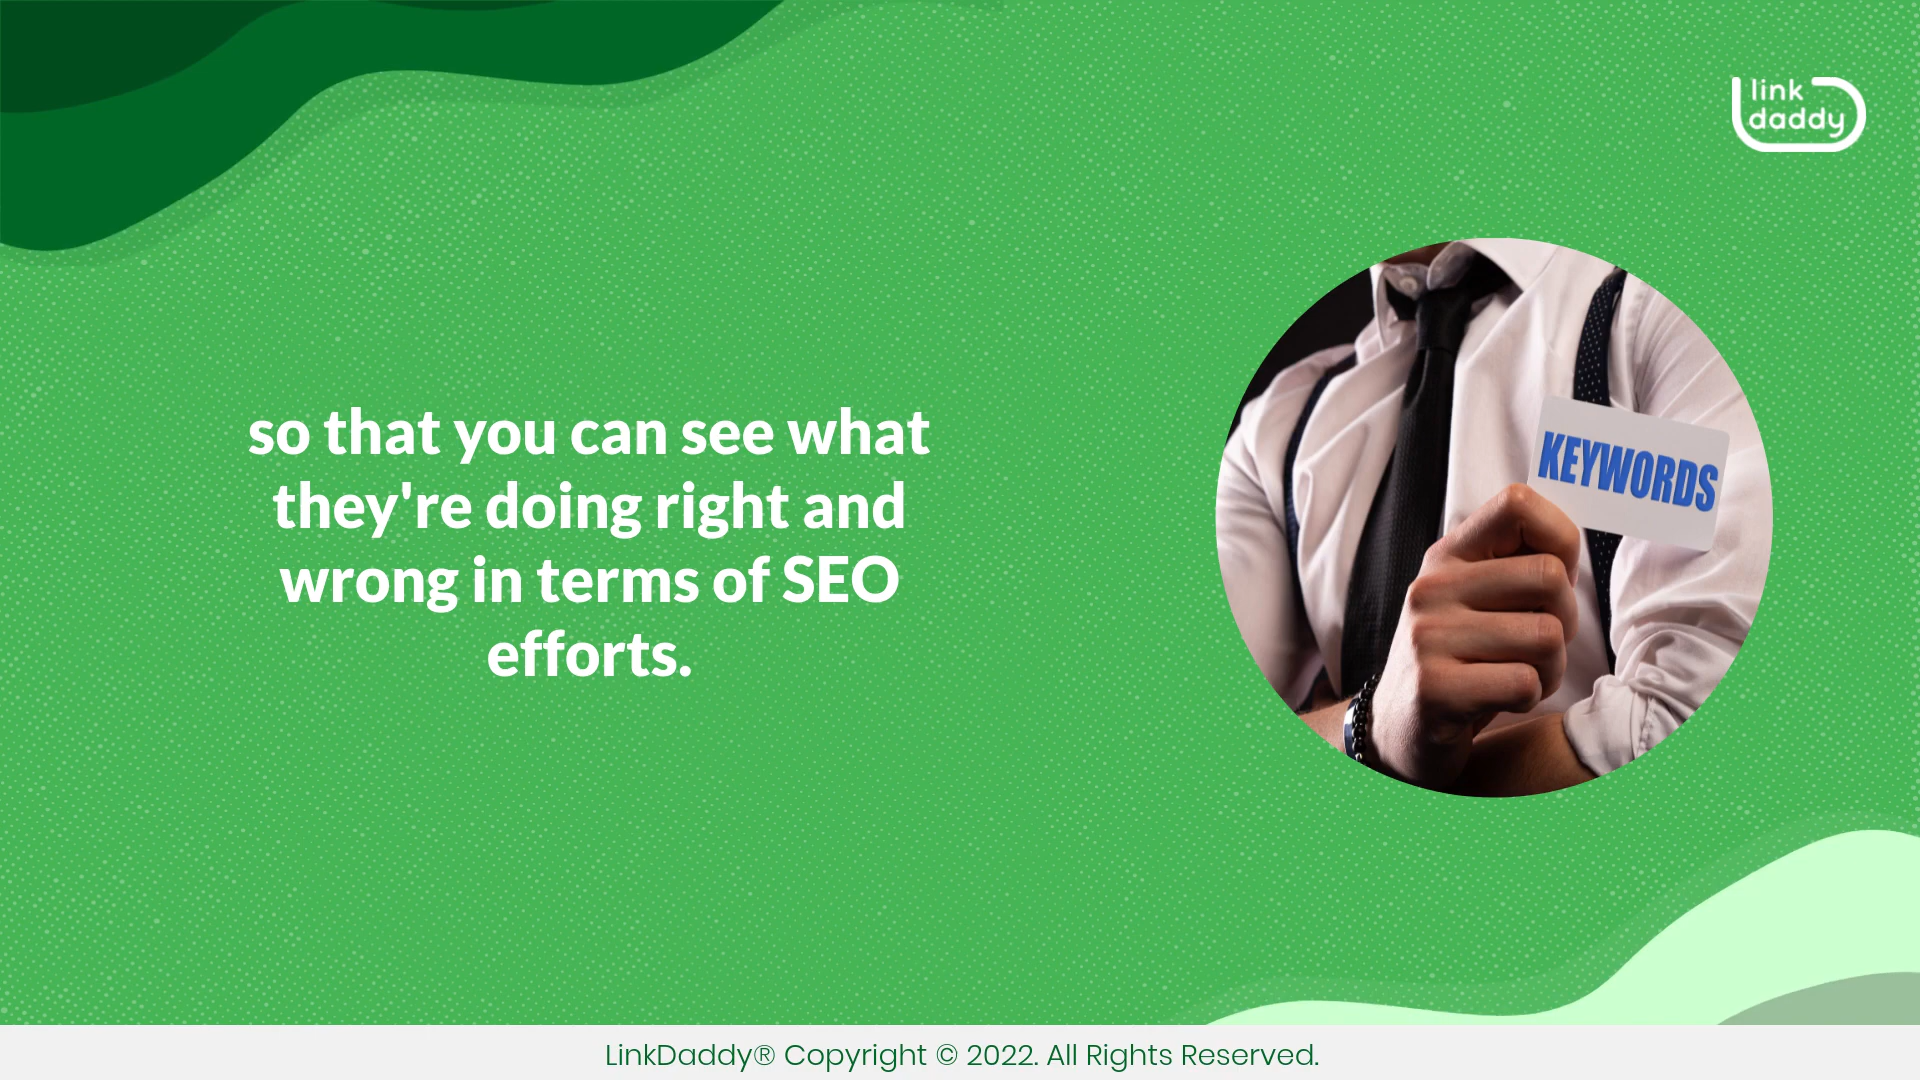 link
daddy
so that you can see what
they're doing right and
wrong in terms of SEO
efforts.
KEYWORDS
LinkDaddy® Copyright © 2022. All Rights Reserved.